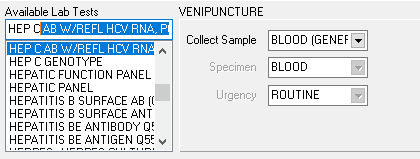 Available Lab Tests
HEP C AB W/REFL HCV RNA, P
HEP C AB W/REFL HCV RNA
HEP C GENOTYPE
HEPATIC FUNCTION PANEL
HEPATIC PANEL
HEPATITIS B SURFACE AB (
HEPATITIS B SURFACE ANT
HEPATITIS BE ANTIBODY Q5
HEPATITIS BE ANTIGEN Q55
VENIPUNCTURE
Collect Sample BLOOD (GENEF
Specimen BLOOD
Urgency ROUTINE